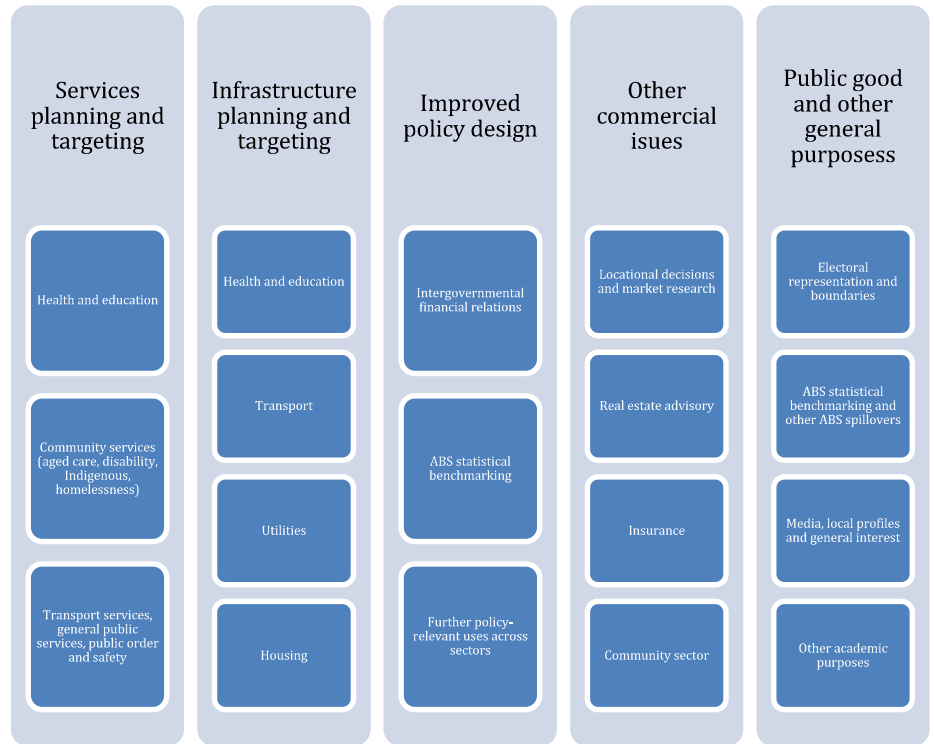 Services
planning and
targeting
Health and education
Community services
(aged care, disability,
Indigenous,
homelessness)
Transport services,
general public
services, public order
and safety
Infrastructure
planning and
targeting
Health and education
Transport
Utilities
Housing
Improved
policy design
Intergovernmental
financial relations
ABS statistical
benchmarking
Further policy-
relevant uses across
sectors
Other
commercial
isues
Locational decisions
and market research
Real estate advisory
Insurance
Community sector
Public good
and other
general
purposess
Electoral
representation and
boundaries
ABS statistical
benchmarking and
other ABS spillovers
Media, local profiles
and general interest
Other academic
purposes